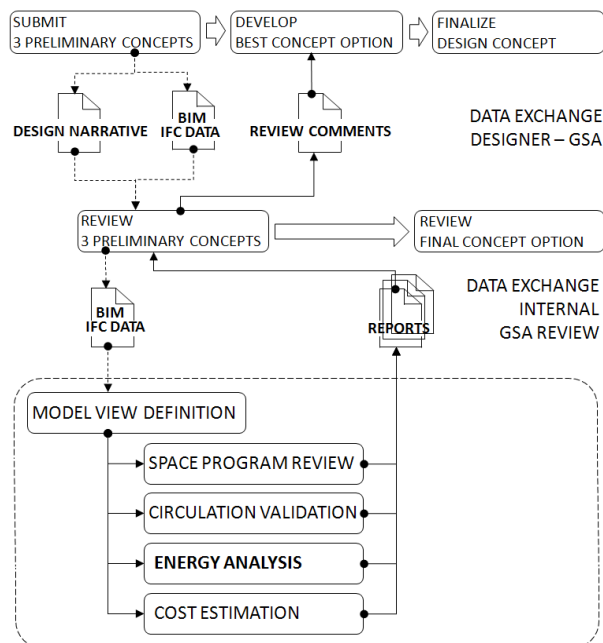 SUBMIT
3 PRELIMINARY CONCEPTS
DEVELOP
BEST CONCEPT OPTION
FINALIZE
DESIGN CONCEPT
DESIGN NARRATIVE
BIM
IFC DATA
REVIEW COMMENTS
DATA EXCHANGE
DESIGNER – GSA
REVIEW
3 PRELIMINARY CONCEPTS
REVIEW
FINAL CONCEPT OPTION
BIM
IFC DATA
REPORTS
DATA EXCHANGE
INTERNAL
GSA REVIEW
MODEL VIEW DEFINITION
SPACE PROGRAM REVIEW
CIRCULATION VALIDATION
ENERGY ANALYSIS
COST ESTIMATION